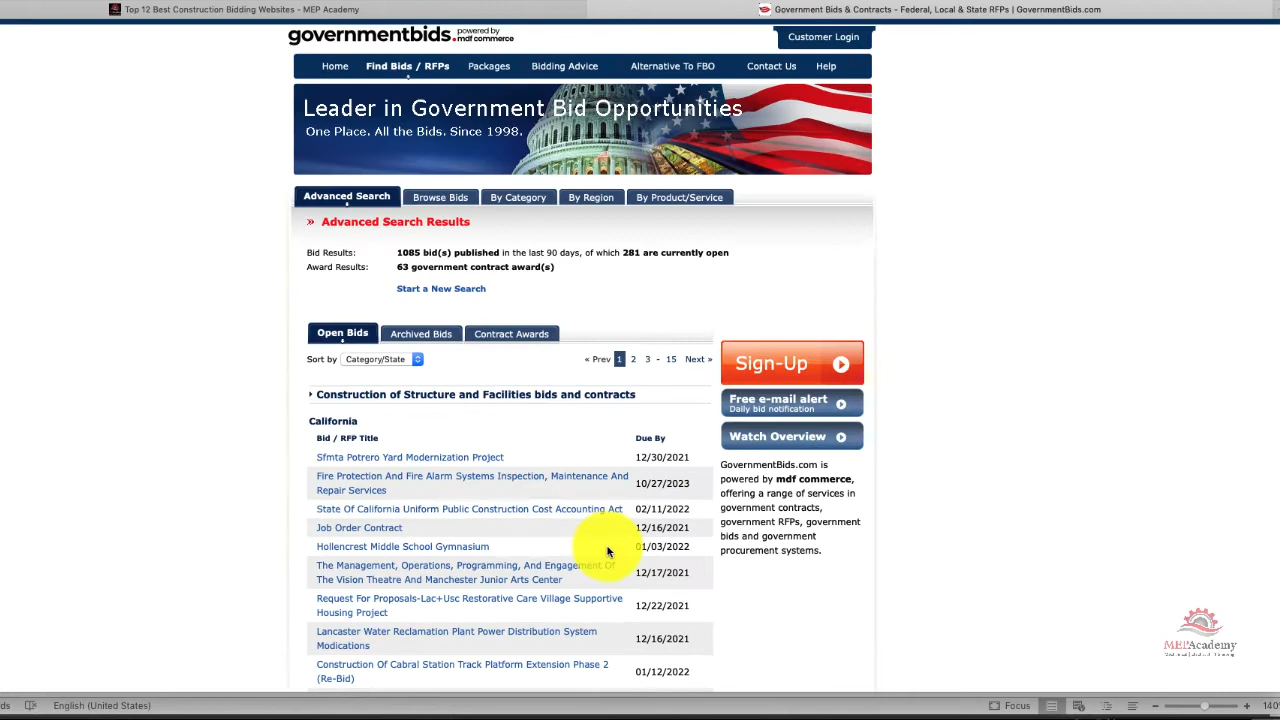 Top 12 Best Construction Bidding Websites - MEP Academy
Government Bids & Contracts - Federal, Local & State RFPs | GovernmentBids.com
governmentbids. powered by mdf commerce
Customer Login
Home Find Bids / RFPs Packages Bidding Advice Alternative To FBO Contact Us Help
Leader in Government Bid Opportunities
One Place. All the Bids. Since 1998.
Advanced Search Browse Bids By Category By Region By Product/Service
» Advanced Search Results
Bid Results: 1085 bid(s) published in the last 90 days, of which 281 are currently open
Award Results: 63 government contract award(s)
Start a New Search
Open Bids Archived Bids Contract Awards
Sort by Category/State « Prev 1 2 3 - 15 Next »
Sign-Up
Construction of Structure and Facilities bids and contracts
Free e-mail alert
Daily bid notification
Watch Overview
California
Bid / RFP Title Due By
Sfmta Potrero Yard Modernization Project 12/30/2021
Fire Protection And Fire Alarm Systems Inspection, Maintenance And
Repair Services 10/27/2023
State Of California Uniform Public Construction Cost Accounting Act 02/11/2022
Job Order Contract 12/16/2021
Hollencrest Middle School Gymnasium 01/03/2022
The Management, Operations, Programming, And Engagement Of
The Vision Theatre And Manchester Junior Arts Center 12/17/2021
Request For Proposals-Lac+Usc Restorative Care Village Supportive
Housing Project 12/22/2021
Lancaster Water Reclamation Plant Power Distribution System
Modications 12/16/2021
Construction Of Cabral Station Track Platform Extension Phase 2
(Re-Bid) 01/12/2022
GovernmentBids.com is
powered by mdf commerce,
offering a range of services in
government contracts,
government RFPs, government
bids and government
procurement systems.
MEPAcademy
ds English (United States) Focus 140